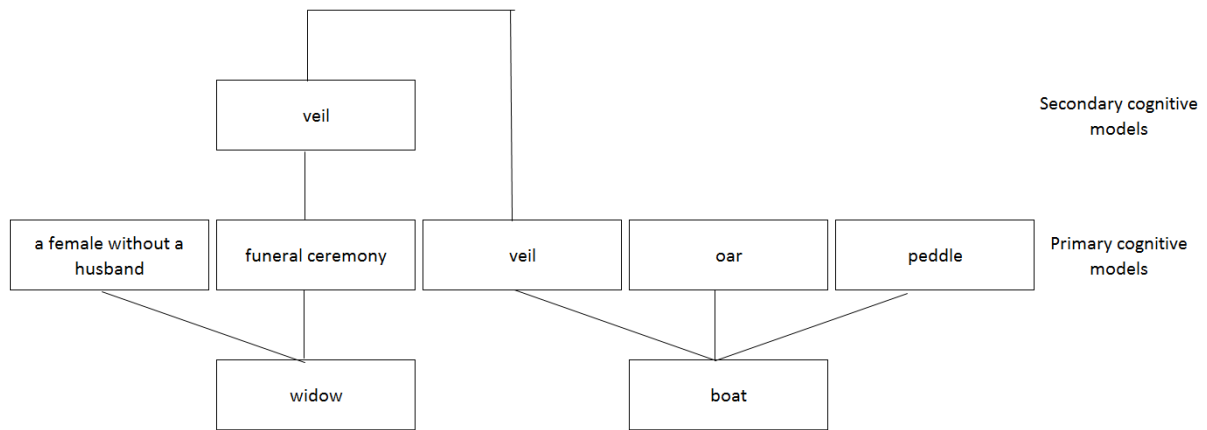 veil
Secondary cognitive
models
a female without a
husband
funeral ceremony
veil
oar
peddle
Primary cognitive
models
widow
boat